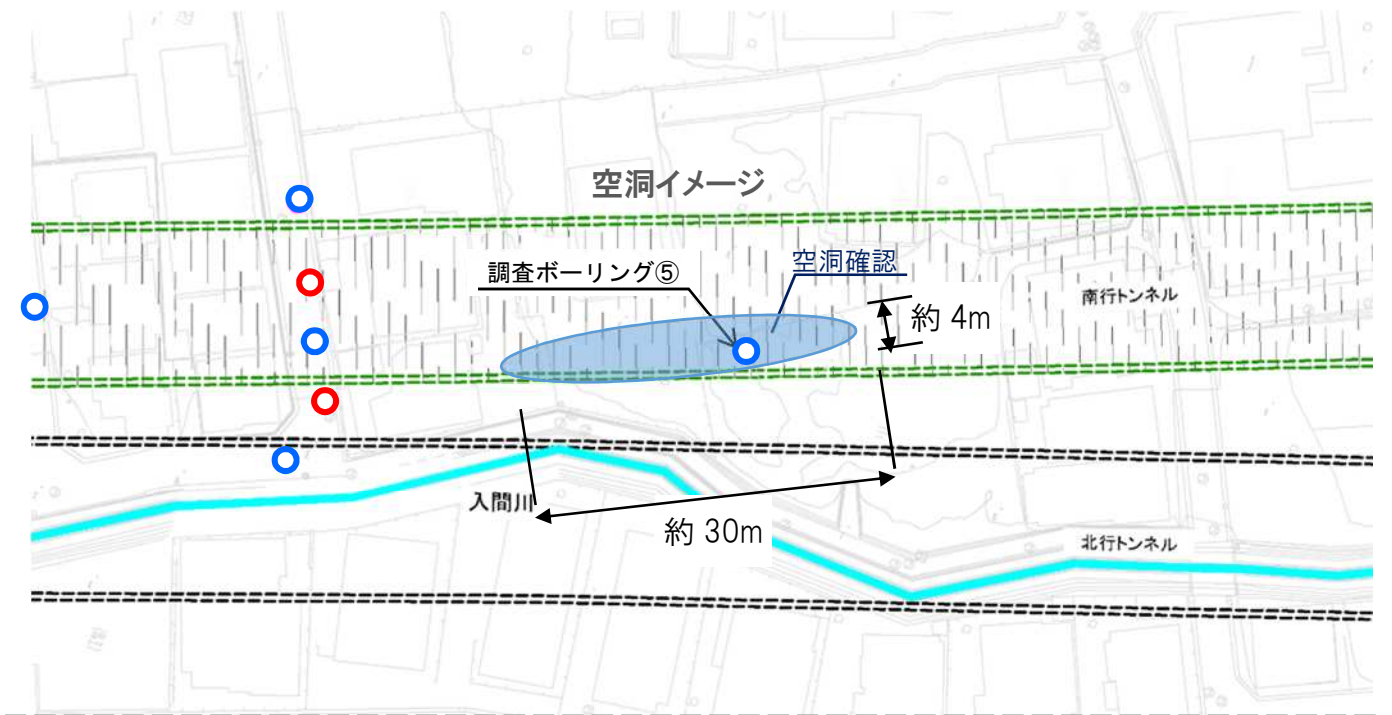 空洞イメージ
調査ボーリング⑤
空洞確認
約 4m
南行トンネル
入間川
約 30m
北行トンネル